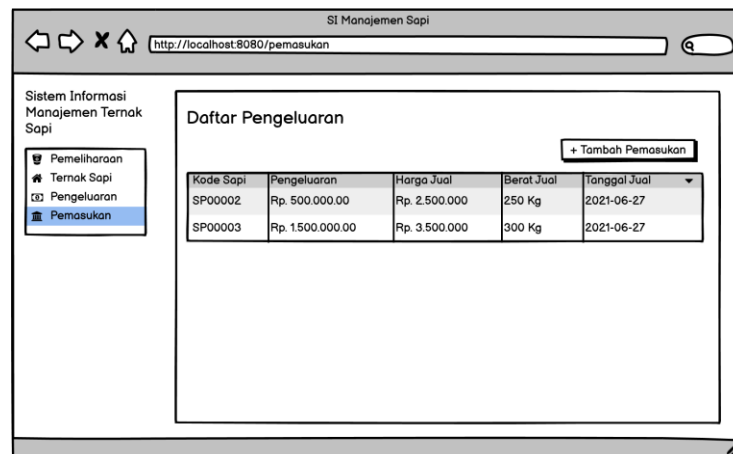 SI Manajemen Sapi
http://localhost:8080/pemasukan
Sistem Informasi
Manajemen Ternak
Sapi
Pemeliharaan
Ternak Sapi
Pengeluaran
Pemasukan
Daftar Pengeluaran
+ Tambah Pemasukan
Kode Sapi Pengeluaran Harga Jual Berat Jual Tanggal Jual
SP00002 Rp. 500.000.00 Rp. 2.500.000 250 Kg 2021-06-27
SP00003 Rp. 1.500.000.00 Rp. 3.500.000 300 Kg 2021-06-27